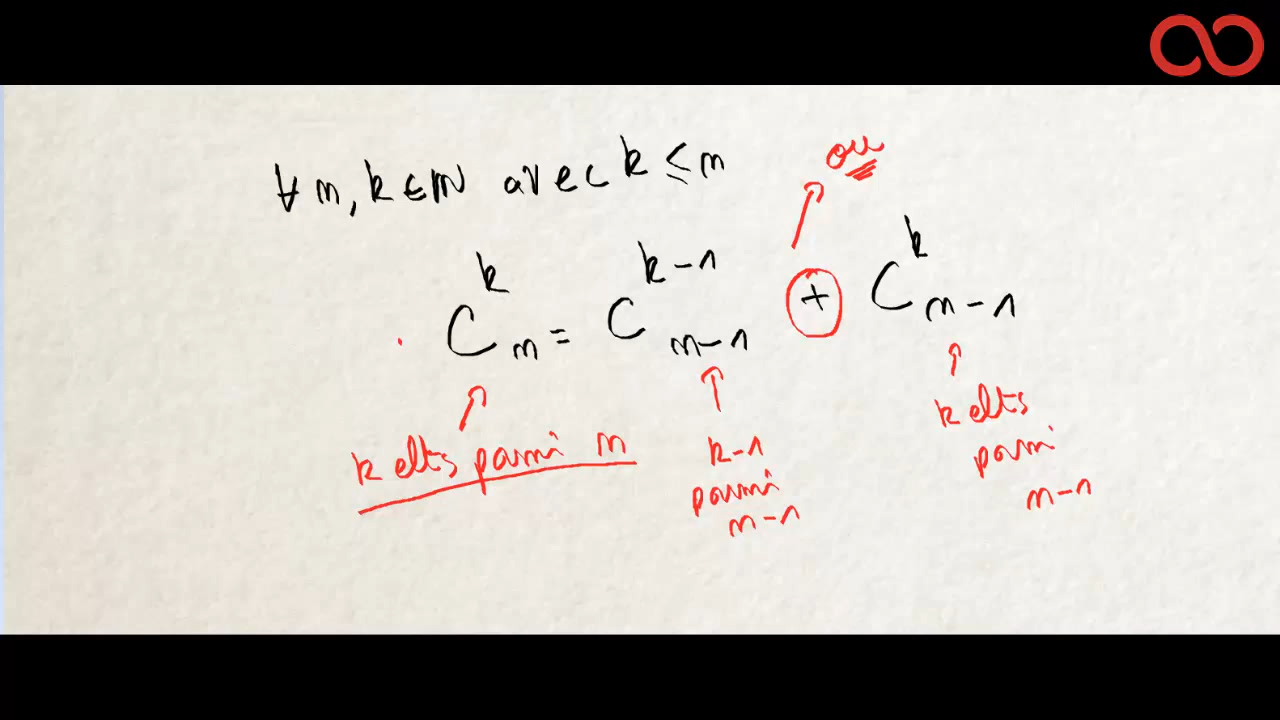 ∀ n, k ∈ ℕ avec k ≤ n
ou
C_n^k = C_{n-1}^{k-1} + C_{n-1}^k
k elts parmi n
k-1
parmi
n-1
k elts
parmi
n-1